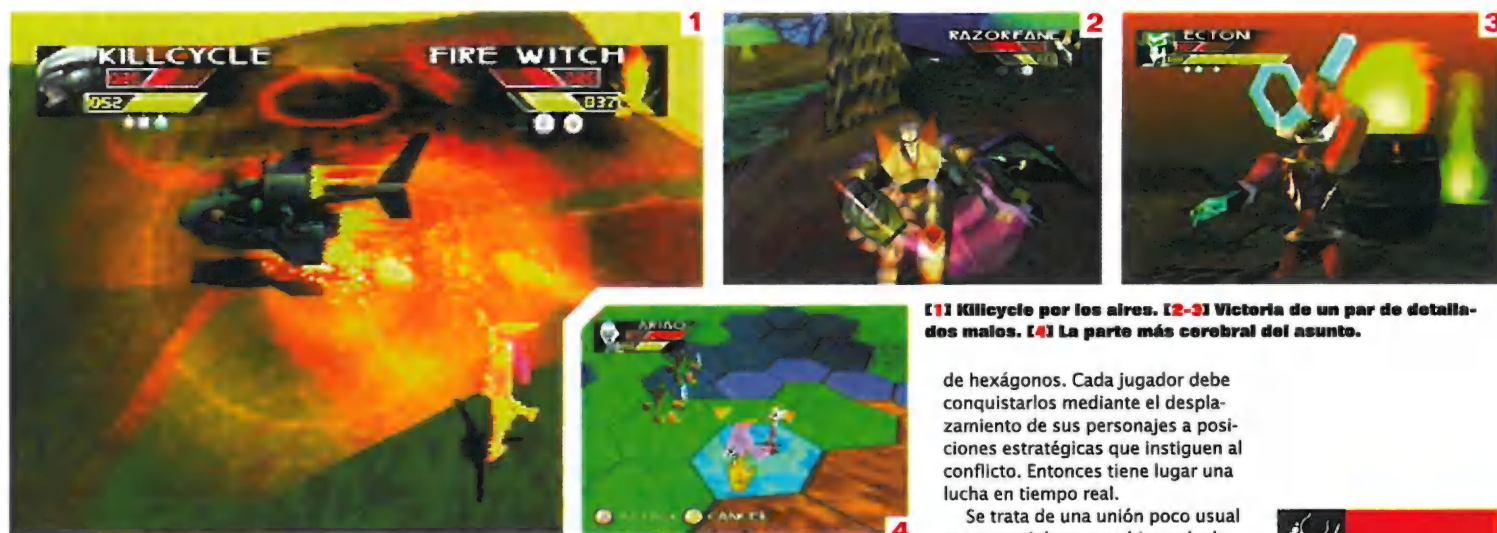 1
KILLCYCLE
FIRE WITCH
052
037
2
RAZORFANE
3
ECTON
[1] Killcycle por los aires. [2-3] Victoria de un par de detalla-
dos malos. [4] La parte más cerebral del asunto.
CANCEL
4
de hexágonos. Cada jugador debe
conquistarlos mediante el despla-
zamiento de sus personajes a posi-
ciones estratégicas que instiguen al
conflicto. Entonces tiene lugar una
lucha en tiempo real.
Se trata de una unión poco usual